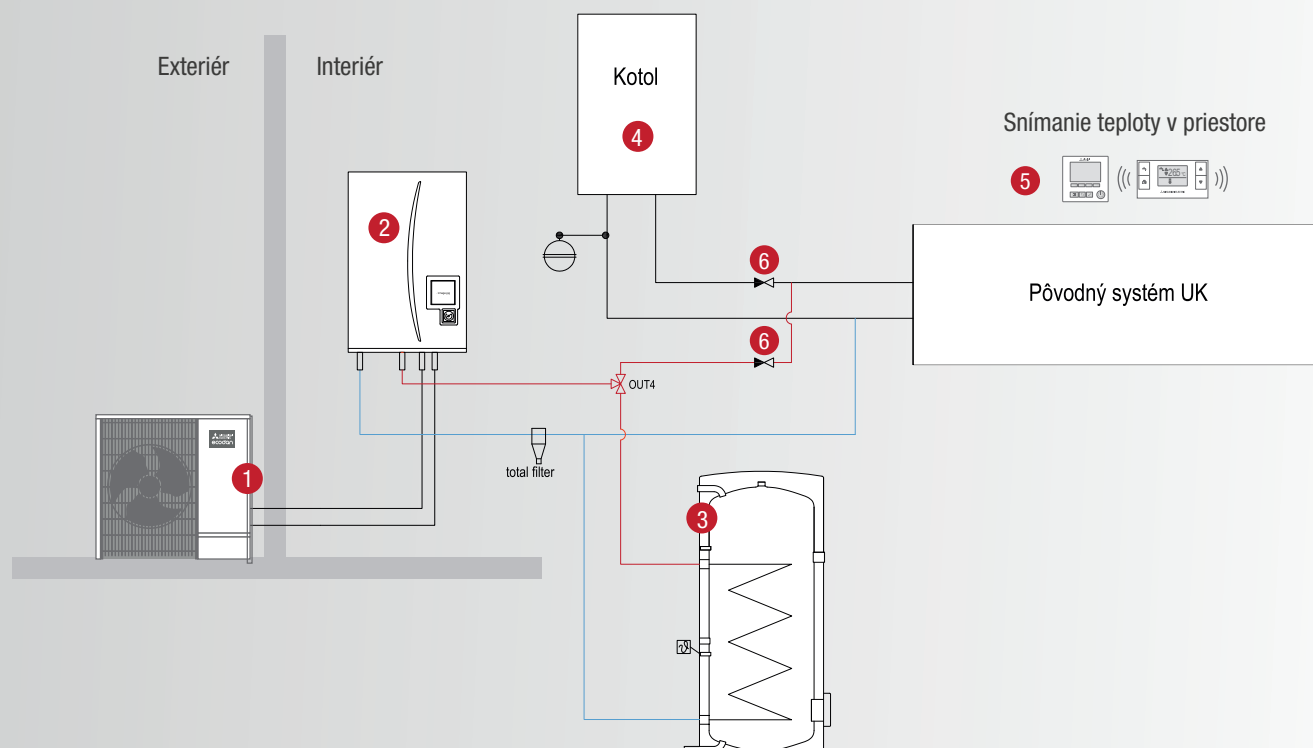 Exteriér
Interiér
Kotol
4
Snímanie teploty v priestore
5
2
6
Pôvodný systém UK
6
OUT4
ecodan
1
total filter
3